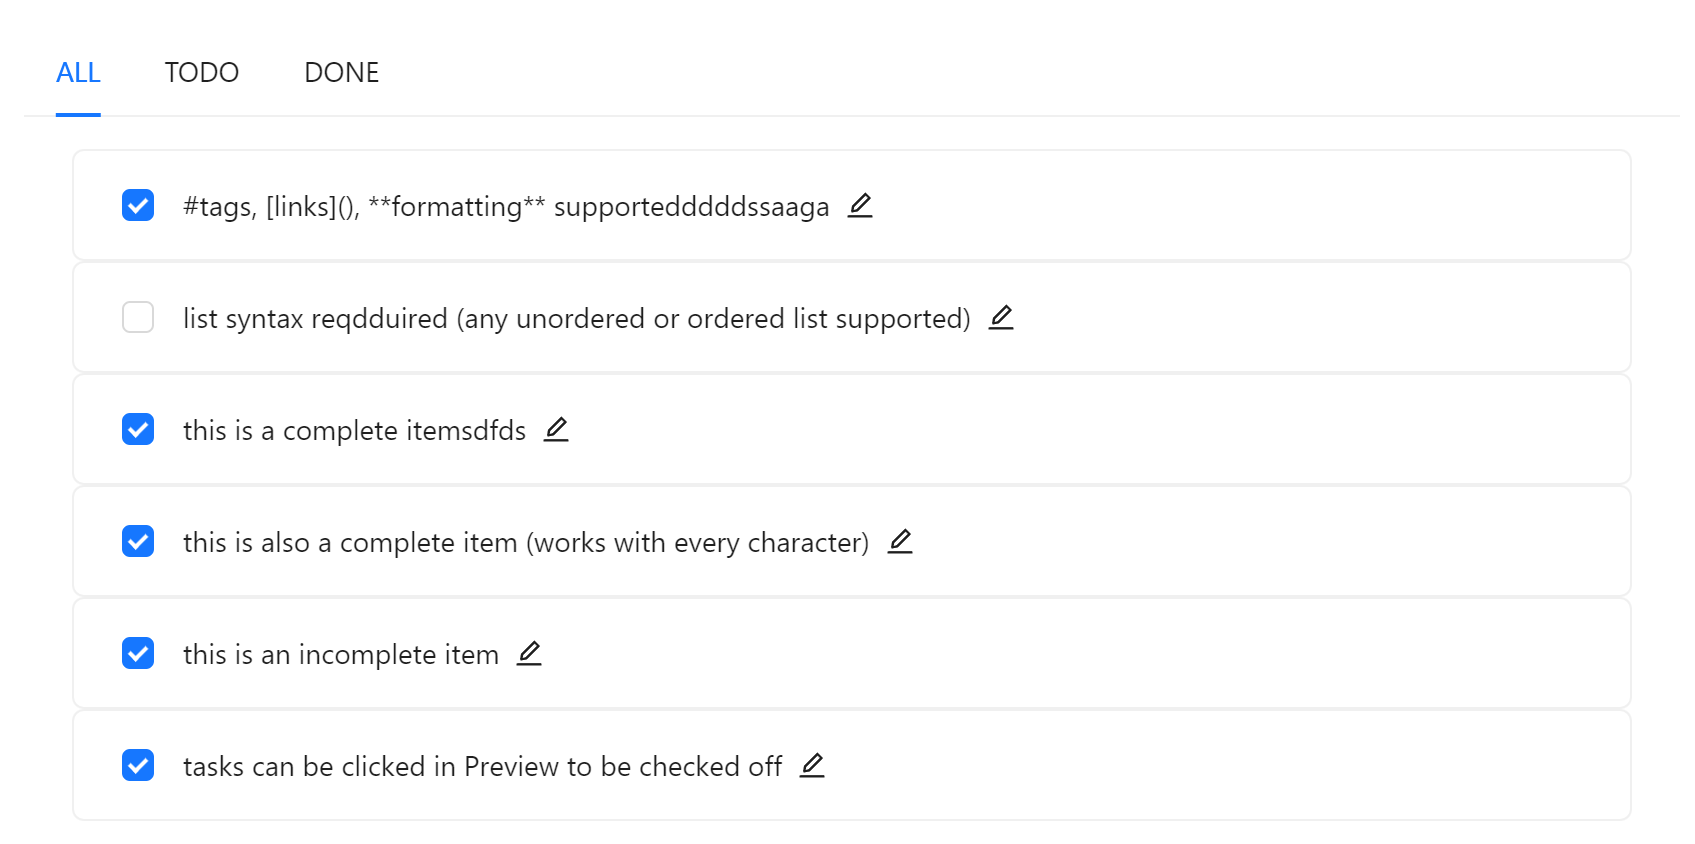 ALL TODO DONE
#tags, [links](), **formatting** supportedddddssaaga
list syntax reqdduired (any unordered or ordered list supported)
this is a complete itemsdfds
this is also a complete item (works with every character)
this is an incomplete item
tasks can be clicked in Preview to be checked off